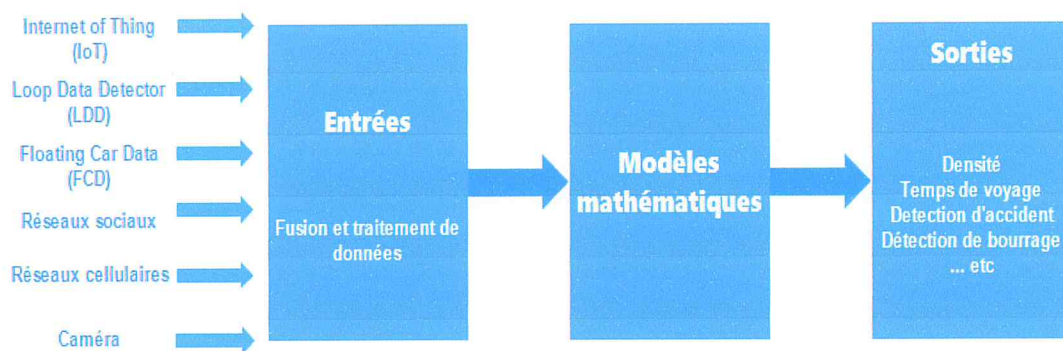 Internet of Thing
(IoT)
Loop Data Detector
(LDD)
Floating Car Data
(FCD)
Réseaux sociaux
Réseaux cellulaires
Caméra
Entrées
Fusion et traitement de
données
Modèles
mathématiques
Sorties
Densité
Temps de voyage
Detection d'accident
Détection de bourrage
... etc